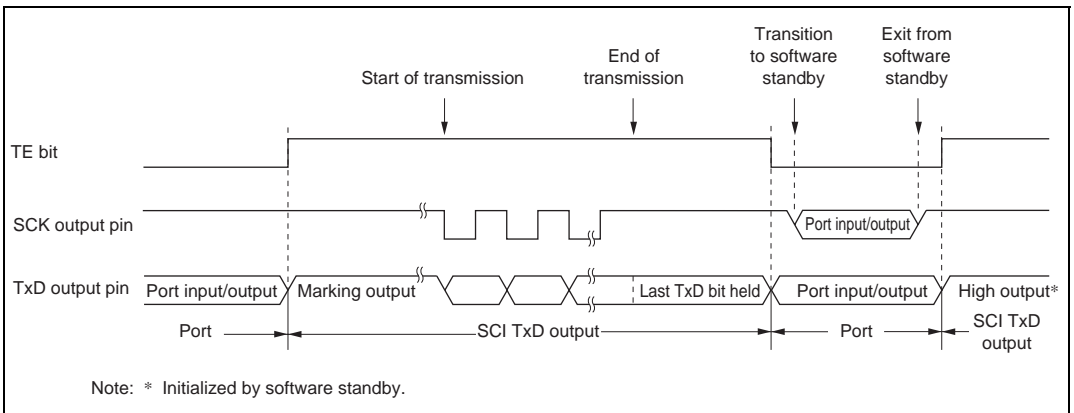 Start of transmission
End of
transmission
Transition
to software
standby
Exit from
software
standby
TE bit
SCK output pin
Port input/output
TxD output pin
Port input/output
Marking output
Last TxD bit held
Port input/output
High output*
Port
SCI TxD output
Port
SCI TxD
output
Note: * Initialized by software standby.